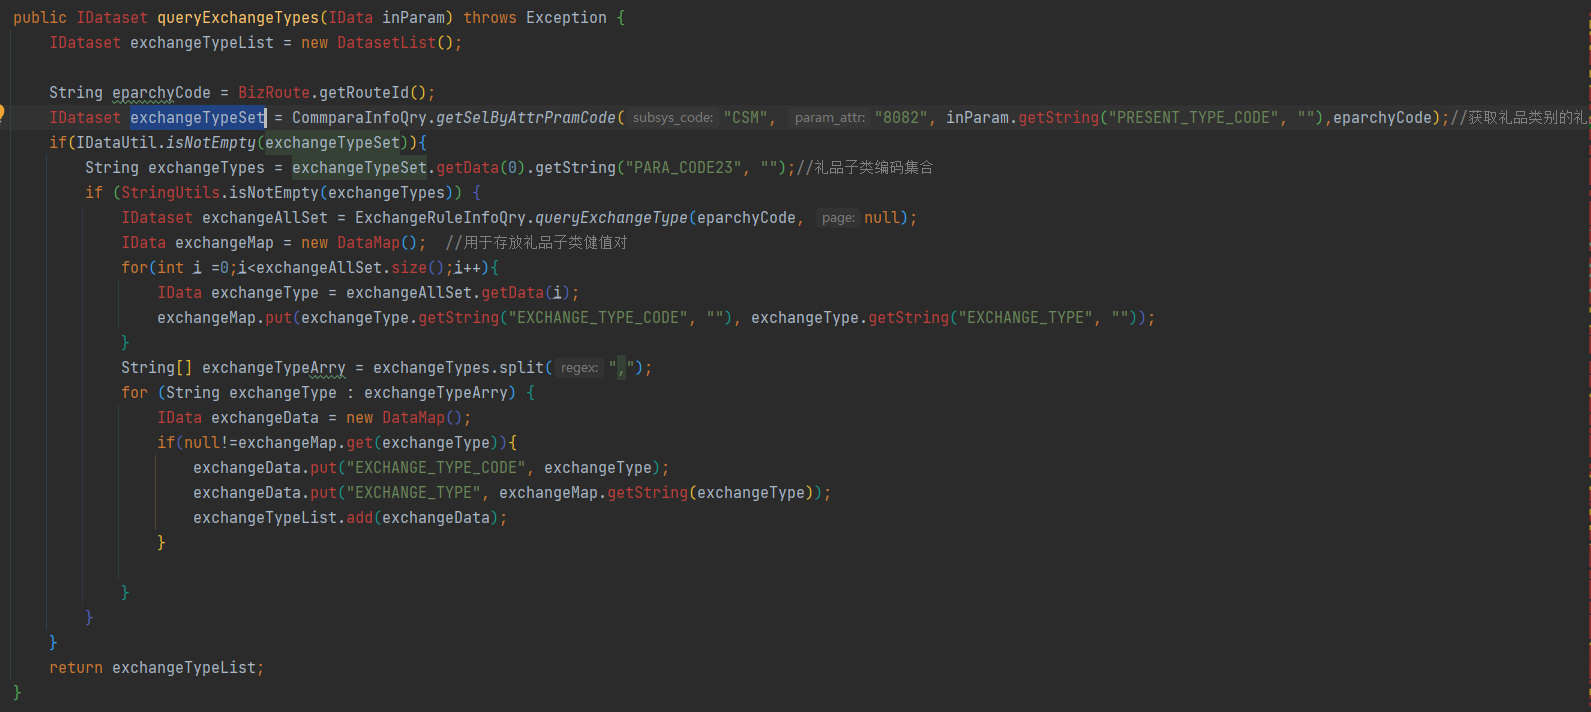 public IDataset queryExchangeTypes(IData inParam) throws Exception {
IDataset exchangeTypeList = new DatasetList();
String eparchyCode = BizRoute.getRouteId();
IDataset exchangeTypeSet = CommparaInfoQry.getSelByAttrPramCode( subsys_code: "CSM", param_attr: "8082", inParam.getString("PRESENT_TYPE_CODE", ""),eparchyCode);//获取礼品类别的礼
if(IDataUtil.isNotEmpty(exchangeTypeSet)){
String exchangeTypes = exchangeTypeSet.getData(0).getString("PARA_CODE23", "");//礼品子类编码集合
if (StringUtils.isNotEmpty(exchangeTypes)) {
IDataset exchangeAllSet = ExchangeRuleInfoQry.queryExchangeType(eparchyCode, page: null);
IData exchangeMap = new DataMap(); //用于存放礼品子类健值对
for(int i =0;i<exchangeAllSet.size();i++){
IData exchangeType = exchangeAllSet.getData(i);
exchangeMap.put(exchangeType.getString("EXCHANGE_TYPE_CODE", ""), exchangeType.getString("EXCHANGE_TYPE", ""));
}
String[] exchangeTypeArry = exchangeTypes.split( regex: ",");
for (String exchangeType : exchangeTypeArry) {
IData exchangeData = new DataMap();
if(null!=exchangeMap.get(exchangeType)){
exchangeData.put("EXCHANGE_TYPE_CODE", exchangeType);
exchangeData.put("EXCHANGE_TYPE", exchangeMap.getString(exchangeType));
exchangeTypeList.add(exchangeData);
}
}
}
}
return exchangeTypeList;
}